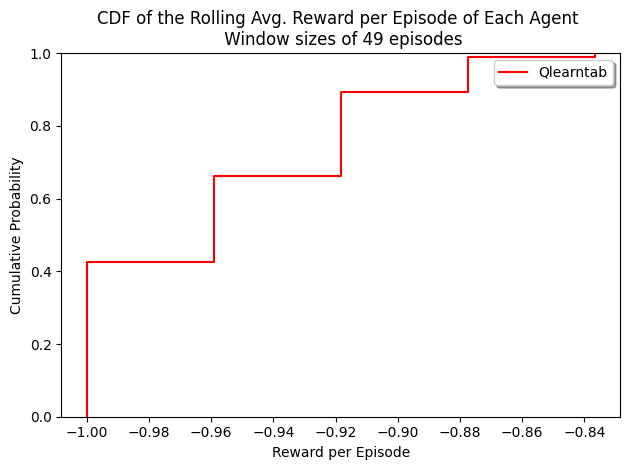 CDF of the Rolling Avg. Reward per Episode of Each Agent
Window sizes of 49 episodes
Qlearntab
Cumulative Probability
1.0
0.8
0.6
0.4
0.2
0.0
−1.00 −0.98 −0.96 −0.94 −0.92 −0.90 −0.88 −0.86 −0.84
Reward per Episode